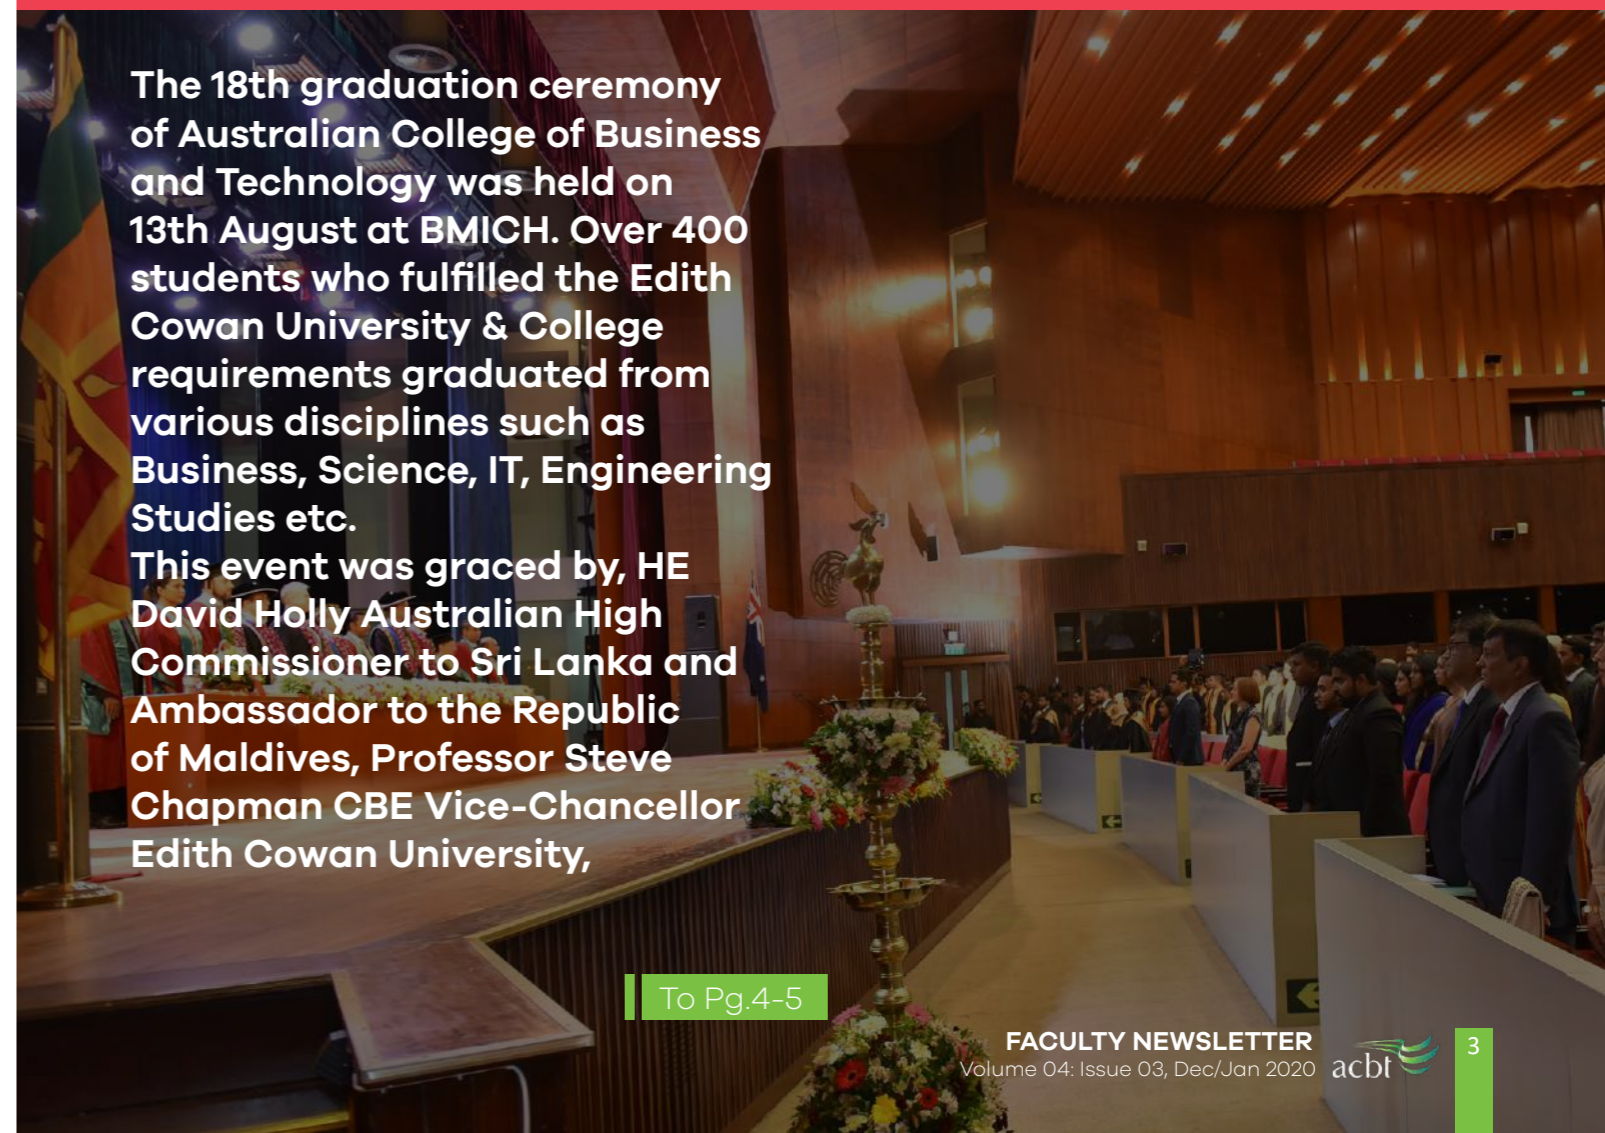 The 18th graduation ceremony
of Australian College of Business
and Technology was held on
13th August at BMICH. Over 400
students who fulfilled the Edith
Cowan University & College
requirements graduated from
various disciplines such as
Business, Science, IT, Engineering
Studies etc.
This event was graced by, HE
David Holly Australian High
Commissioner to Sri Lanka and
Ambassador to the Republic
of Maldives, Professor Steve
Chapman CBE Vice-Chancellor
Edith Cowan University,
To Pg.4-5
FACULTY NEWSLETTER
Volume 04: Issue 03, Dec/Jan 2020
acbt
3